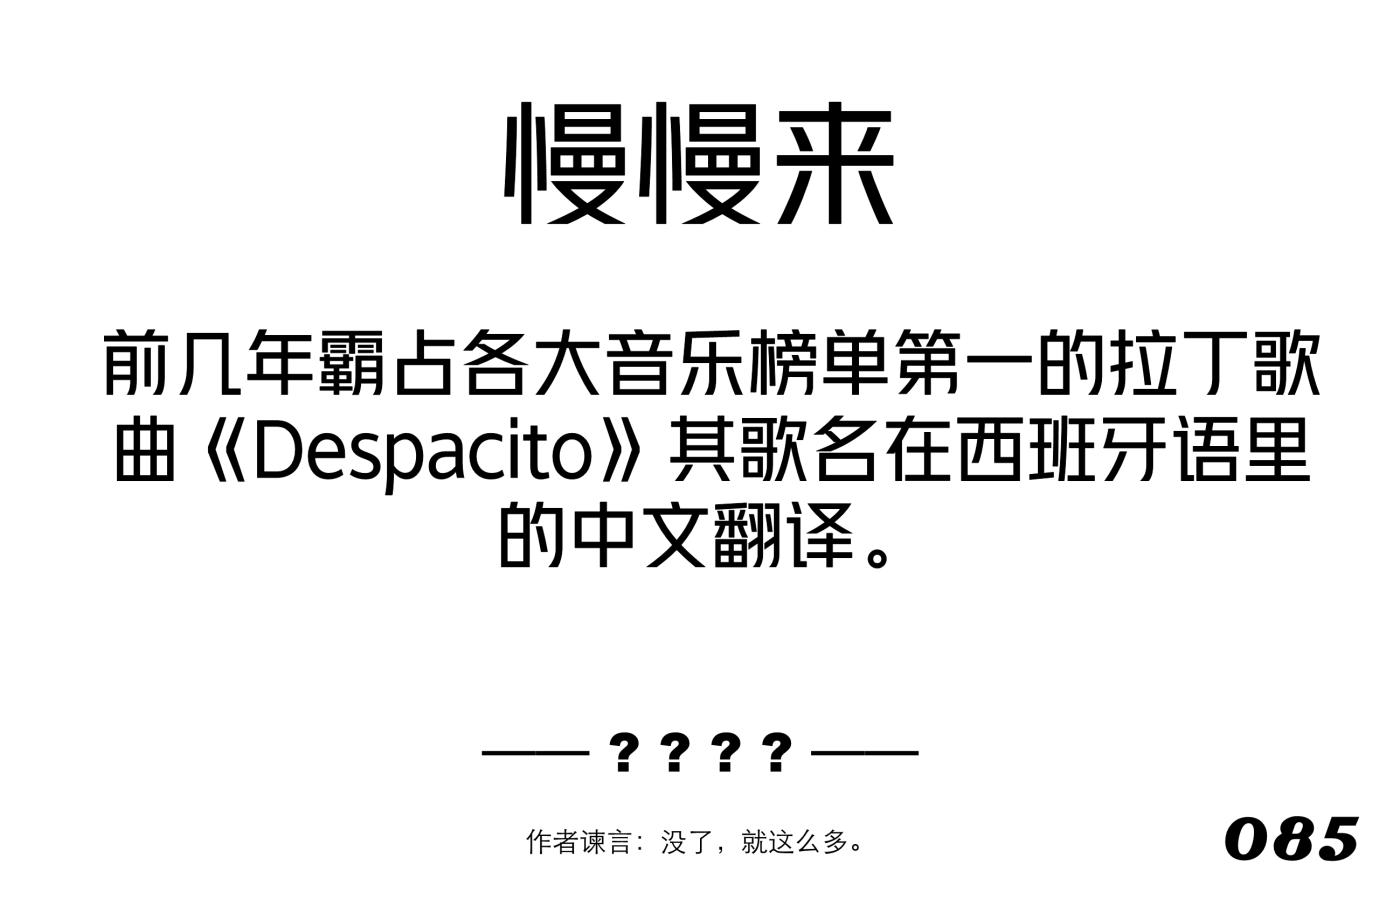 慢慢来
前几年霸占各大音乐榜单第一的拉丁歌
曲《Despacito》其歌名在西班牙语里
的中文翻译。
—— ? ? ? ? ——
作者谏言：没了，就这么多。
085